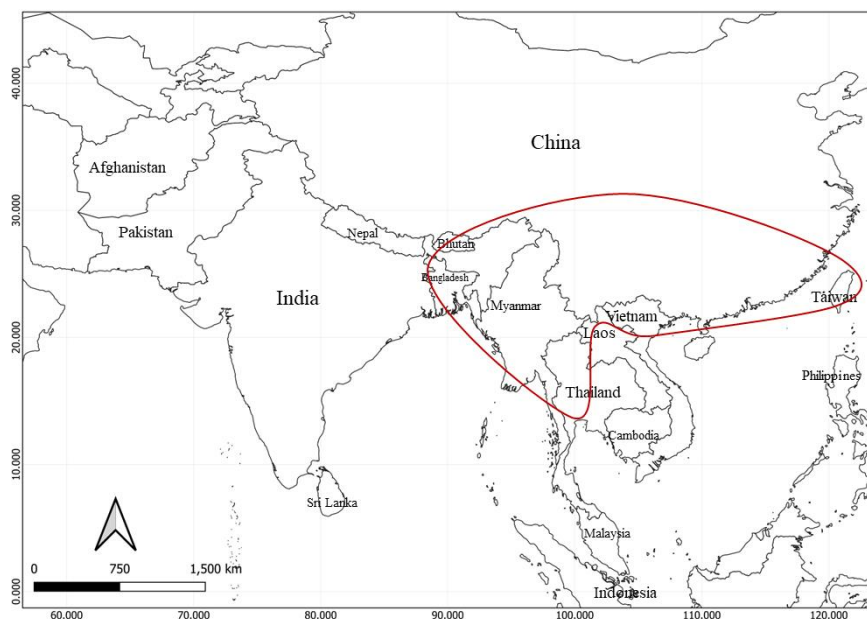 40.000
China
Afghanistan
30.000
Pakistan
Nepal
Bhutan
Bangladesh
India
Myanmar
Taiwan
Vietnam
20.000
Laos
Philippines
Thailand
Cambodia
10.000
Sri Lanka
Malaysia
0 750 1,500 km
0.000
Indonesia
60.000 70.000 80.000 90.000 100.000 110.000 120.000